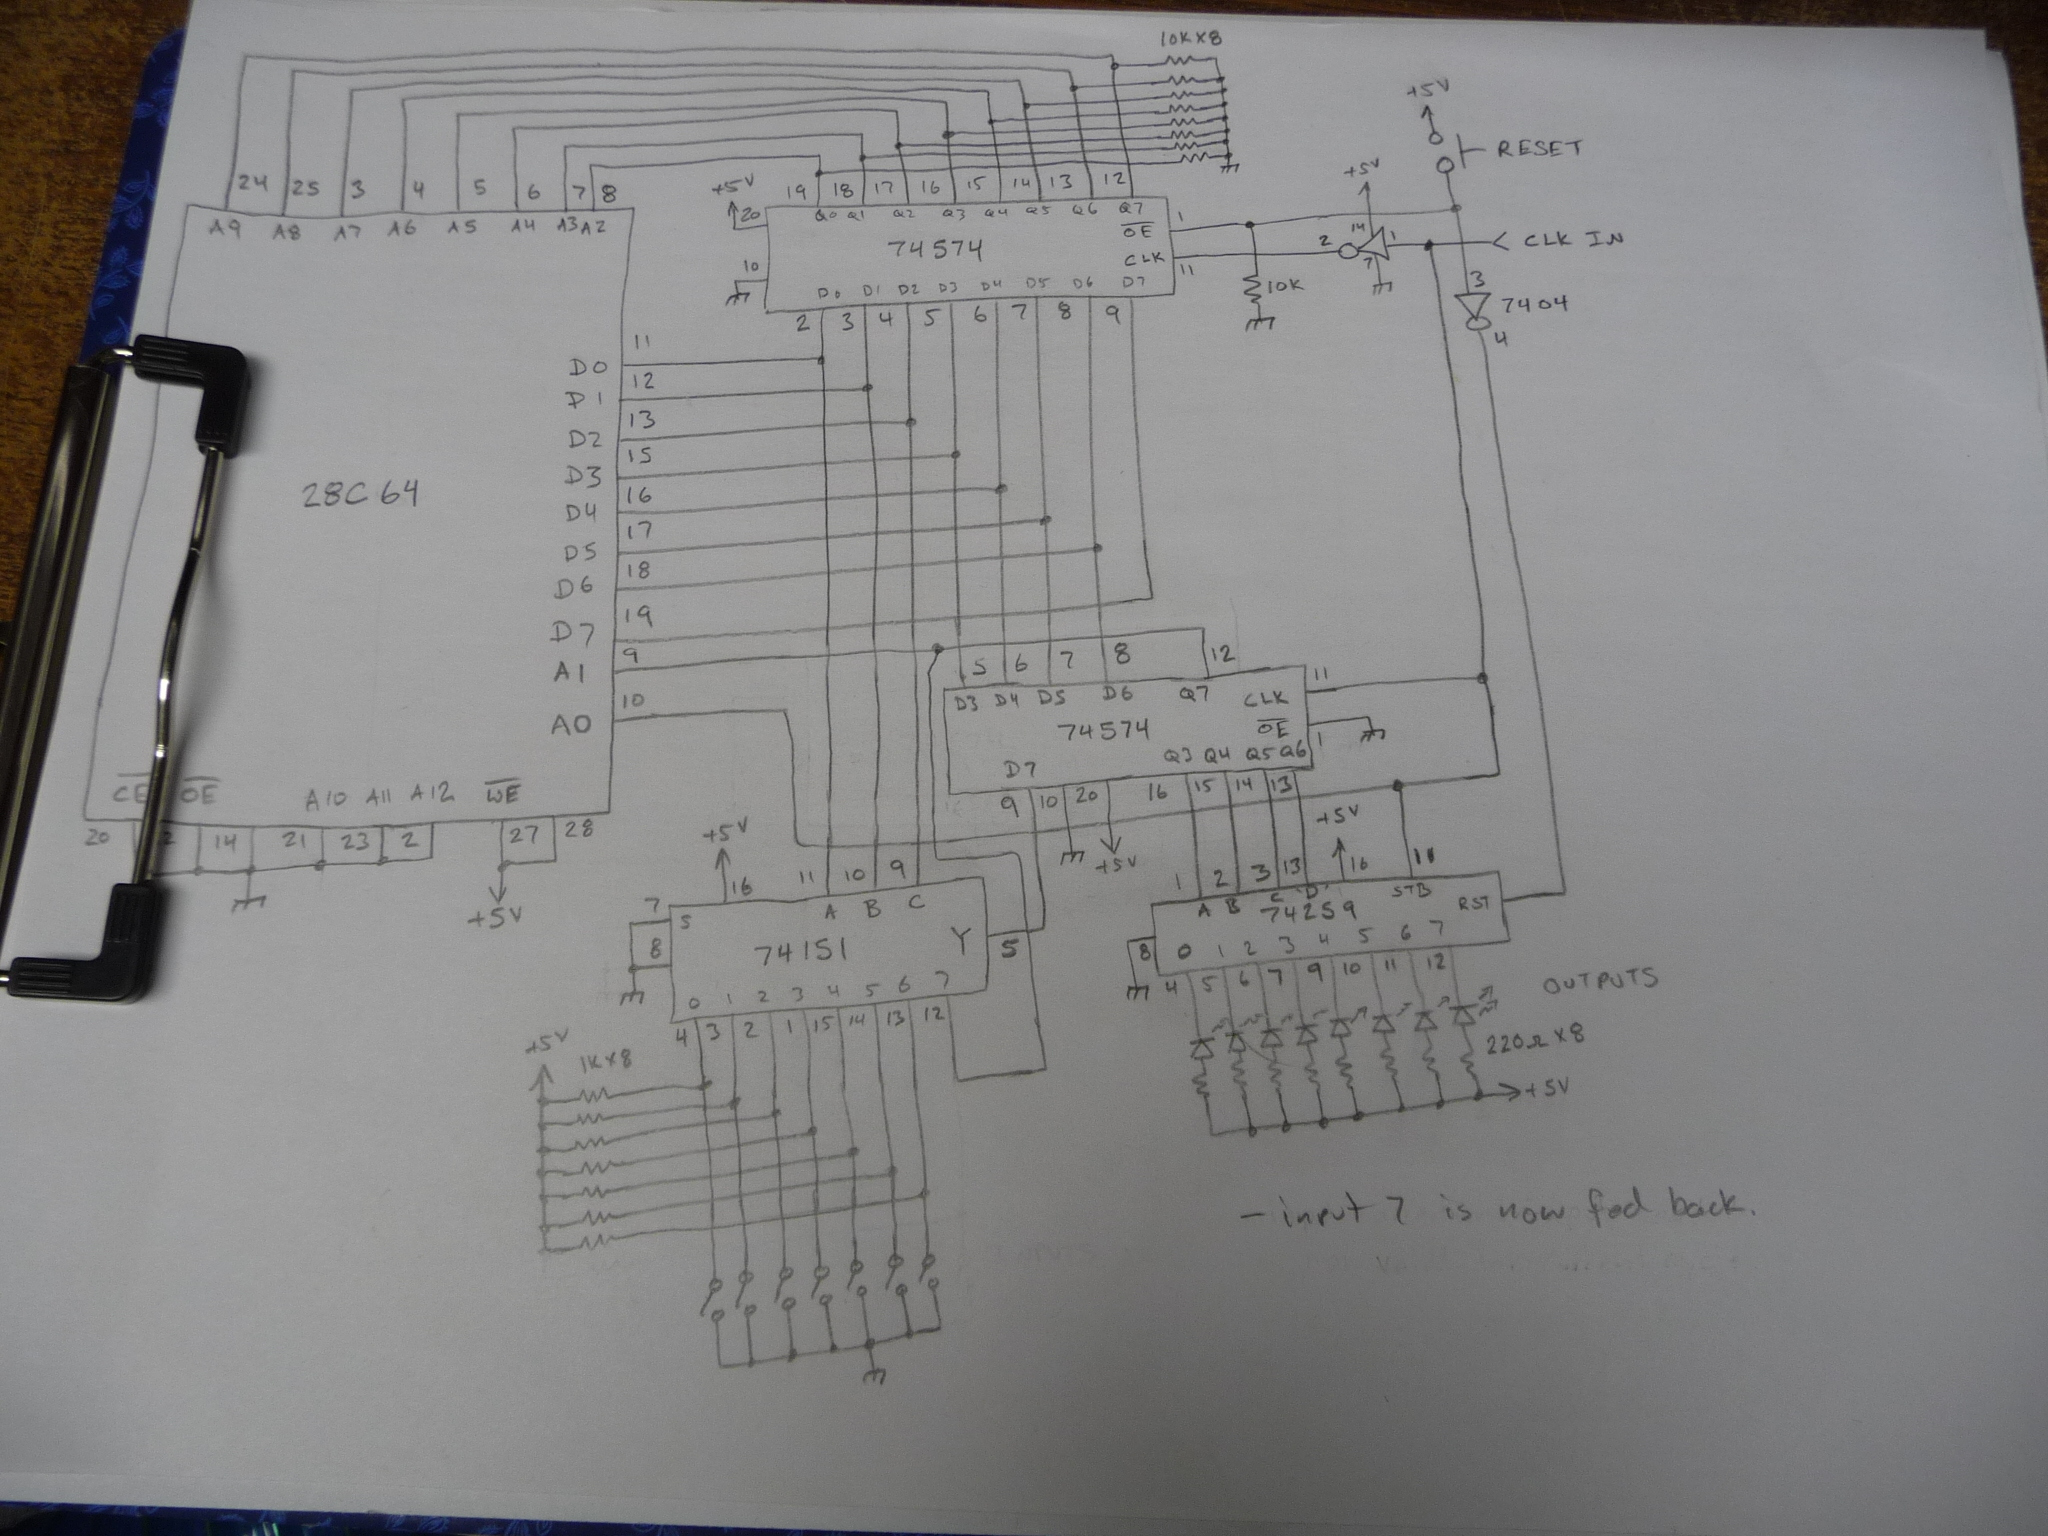 10K x 8
+5V
RESET
24 25 3 4 5 6 7 8
+5V 19 18 17 16 15 14 13 12
+5V
A9 A8 A7 A6 A5 A4 A3 A2
20 Q0 Q1 Q2 Q3 Q4 Q5 Q6 Q7 1
OE
74574
CLK 11
2 14 1 7
CLK IN
10
D0 D1 D2 D3 D4 D5 D6 D7
10K
3
7404
4
2 3 4 5 6 7 8 9
11
D0
12
D1
13
D2
15
D3
16
D4
17
D5
18
D6
19
D7
9
A1
10
A0
28C64
5 6 7 8 12
D3 D4 D5 D6 Q7 CLK 11
74574
OE 1
Q3 Q4 Q5 Q6
D7
9 10 20 16 15 14 13
+5V
+5V
CE OE A10 A11 A12 WE
20 2 14 21 23 2 27 28
+5V
+5V
16 11 10 9
7 S A B C
8
74151
Y 5
0 1 2 3 4 5 6 7
4 3 2 1 15 14 13 12
1 2 3 13 16 11
A B C 'D' STB
74259
RST
8
0 1 2 3 4 5 6 7
4 5 6 7 9 10 11 12
OUTPUTS
220Ω x 8
+5V
+5V
1K x 8
- input 7 is now fed back.